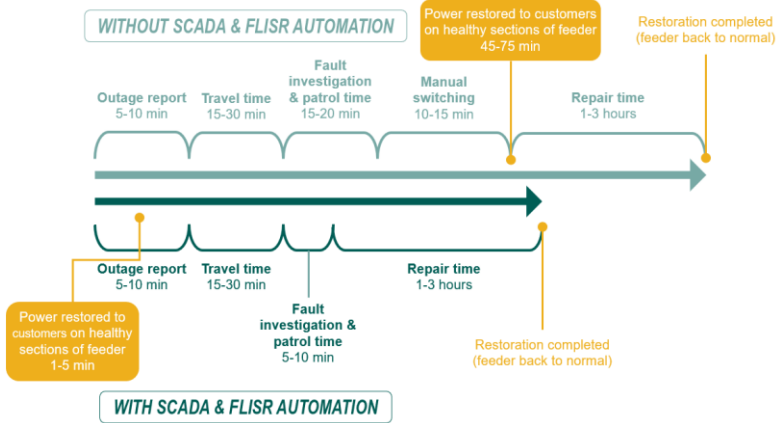 WITHOUT SCADA & FLISR AUTOMATION
Power restored to customers
on healthy sections of feeder
45-75 min
Restoration completed
(feeder back to normal)
Outage report
5-10 min
Travel time
15-30 min
Fault
investigation
& patrol time
15-20 min
Manual
switching
10-15 min
Repair time
1-3 hours
Outage report
5-10 min
Travel time
15-30 min
Fault
investigation &
patrol time
5-10 min
Repair time
1-3 hours
Power restored to
customers on healthy
sections of feeder
1-5 min
Restoration completed
(feeder back to normal)
WITH SCADA & FLISR AUTOMATION